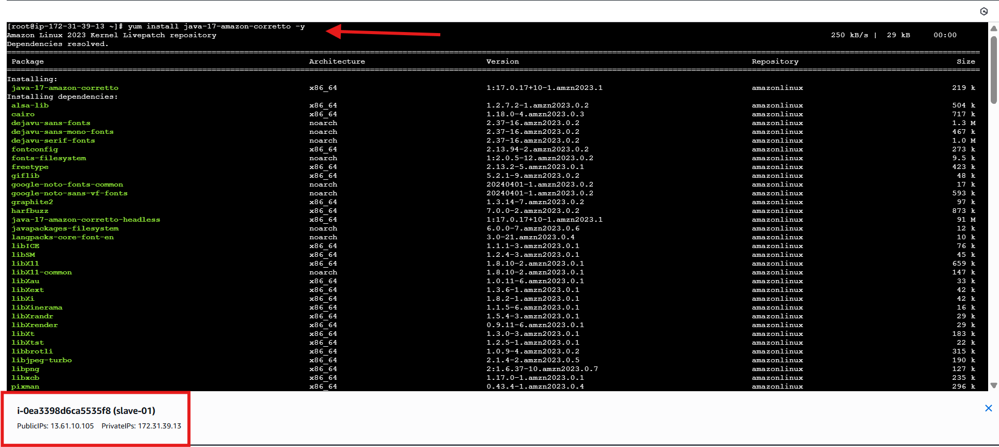 [root@ip-172-31-39-13 ~]# yum install java-17-amazon-corretto -y
Amazon Linux 2023 Kernel Livepatch repository 250 kB/s | 29 kB 00:00
Dependencies resolved.
Package Architecture Version Repository Size
Installing:
java-17-amazon-corretto x86_64 1:17.0.17+10-1.amzn2023.1 amazonlinux 219 k
Installing dependencies:
alsa-lib x86_64 1.2.7.2-1.amzn2023.0.2 amazonlinux 504 k
cairo x86_64 1.18.0-4.amzn2023.0.3 amazonlinux 717 k
dejavu-sans-fonts noarch 2.37-16.amzn2023.0.2 amazonlinux 1.3 M
dejavu-sans-mono-fonts noarch 2.37-16.amzn2023.0.2 amazonlinux 467 k
dejavu-serif-fonts noarch 2.37-16.amzn2023.0.2 amazonlinux 1.0 M
fontconfig x86_64 2.13.94-2.amzn2023.0.2 amazonlinux 273 k
fonts-filesystem noarch 1:2.0.5-12.amzn2023.0.2 amazonlinux 9.5 k
freetype x86_64 2.13.2-5.amzn2023.0.1 amazonlinux 423 k
giflib x86_64 5.2.1-9.amzn2023.0.2 amazonlinux 48 k
google-noto-fonts-common noarch 20240401-1.amzn2023.0.2 amazonlinux 17 k
google-noto-sans-vf-fonts noarch 20240401-1.amzn2023.0.2 amazonlinux 593 k
graphite2 x86_64 1.3.14-7.amzn2023.0.2 amazonlinux 97 k
harfbuzz x86_64 7.0.0-2.amzn2023.0.2 amazonlinux 873 k
java-17-amazon-corretto-headless x86_64 1:17.0.17+10-1.amzn2023.1 amazonlinux 91 M
javapackages-filesystem noarch 6.0.0-7.amzn2023.0.6 amazonlinux 12 k
langpacks-core-font-en noarch 3.0-21.amzn2023.0.4 amazonlinux 10 k
libICE x86_64 1.1.1-3.amzn2023.0.1 amazonlinux 76 k
libSM x86_64 1.2.4-3.amzn2023.0.1 amazonlinux 45 k
libX11 x86_64 1.8.10-2.amzn2023.0.1 amazonlinux 659 k
libX11-common noarch 1.8.10-2.amzn2023.0.1 amazonlinux 147 k
libXau x86_64 1.0.11-6.amzn2023.0.1 amazonlinux 33 k
libXext x86_64 1.3.6-1.amzn2023.0.1 amazonlinux 42 k
libXi x86_64 1.8.2-1.amzn2023.0.1 amazonlinux 42 k
libXinerama x86_64 1.1.5-6.amzn2023.0.1 amazonlinux 16 k
libXrandr x86_64 1.5.4-3.amzn2023.0.1 amazonlinux 29 k
libXrender x86_64 0.9.11-6.amzn2023.0.1 amazonlinux 29 k
libXt x86_64 1.3.0-3.amzn2023.0.1 amazonlinux 183 k
libXtst x86_64 1.2.5-1.amzn2023.0.1 amazonlinux 22 k
libbrotli x86_64 1.0.9-4.amzn2023.0.2 amazonlinux 315 k
libjpeg-turbo x86_64 2.1.4-2.amzn2023.0.5 amazonlinux 190 k
libpng x86_64 2:1.6.37-10.amzn2023.0.7 amazonlinux 127 k
libxcb x86_64 1.17.0-1.amzn2023.0.1 amazonlinux 235 k
pixman x86_64 0.43.4-1.amzn2023.0.4 amazonlinux 296 k
i-0ea3398d6ca5535f8 (slave-01)
PublicIPs: 13.61.10.105 PrivateIPs: 172.31.39.13